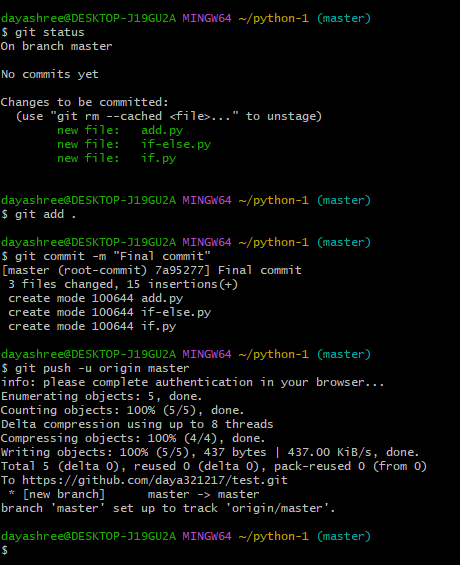 dayashree@DESKTOP-J19GU2A MINGW64 ~/python-1 (master)
$ git status
On branch master

No commits yet

Changes to be committed:
  (use "git rm --cached <file>..." to unstage)
        new file:   add.py
        new file:   if-else.py
        new file:   if.py


dayashree@DESKTOP-J19GU2A MINGW64 ~/python-1 (master)
$ git add .

dayashree@DESKTOP-J19GU2A MINGW64 ~/python-1 (master)
$ git commit -m "Final commit"
[master (root-commit) 7a95277] Final commit
 3 files changed, 15 insertions(+)
 create mode 100644 add.py
 create mode 100644 if-else.py
 create mode 100644 if.py

dayashree@DESKTOP-J19GU2A MINGW64 ~/python-1 (master)
$ git push -u origin master
info: please complete authentication in your browser...
Enumerating objects: 5, done.
Counting objects: 100% (5/5), done.
Delta compression using up to 8 threads
Compressing objects: 100% (4/4), done.
Writing objects: 100% (5/5), 437 bytes | 437.00 KiB/s, done.
Total 5 (delta 0), reused 0 (delta 0), pack-reused 0 (from 0)
To https://github.com/daya321217/test.git
 * [new branch]      master -> master
branch 'master' set up to track 'origin/master'.

dayashree@DESKTOP-J19GU2A MINGW64 ~/python-1 (master)
$